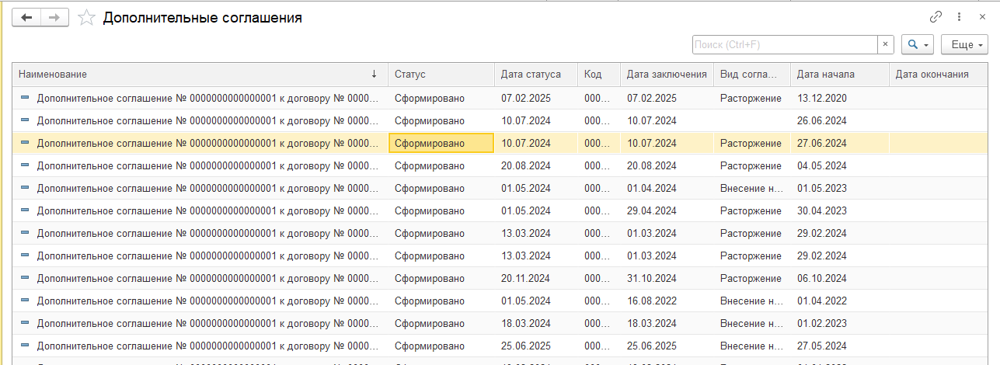 Дополнительные соглашения
Поиск (Ctrl+F) × Еще
Наименование ↓ Статус Дата статуса Код Дата заключения Вид согла... Дата начала Дата окончания
Дополнительное соглашение № 0000000000000001 к договору № 0000... Сформировано 07.02.2025 000... 07.02.2025 Расторжение 13.12.2020
Дополнительное соглашение № 0000000000000001 к договору № 0000... Сформировано 10.07.2024 000... 10.07.2024 26.06.2024
Дополнительное соглашение № 0000000000000001 к договору № 0000... Сформировано 10.07.2024 000... 10.07.2024 Расторжение 27.06.2024
Дополнительное соглашение № 0000000000000001 к договору № 0000... Сформировано 20.08.2024 000... 20.08.2024 Расторжение 04.05.2024
Дополнительное соглашение № 0000000000000001 к договору № 0000... Сформировано 01.05.2024 000... 01.04.2024 Внесение н... 01.05.2023
Дополнительное соглашение № 0000000000000001 к договору № 0000... Сформировано 01.05.2024 000... 29.04.2024 Расторжение 30.04.2023
Дополнительное соглашение № 0000000000000001 к договору № 0000... Сформировано 13.03.2024 000... 01.03.2024 Расторжение 29.02.2024
Дополнительное соглашение № 0000000000000001 к договору № 0000... Сформировано 13.03.2024 000... 01.03.2024 Расторжение 29.02.2024
Дополнительное соглашение № 0000000000000001 к договору № 0000... Сформировано 20.11.2024 000... 31.10.2024 Расторжение 06.10.2024
Дополнительное соглашение № 0000000000000001 к договору № 0000... Сформировано 01.05.2024 000... 16.08.2022 Внесение н... 01.04.2022
Дополнительное соглашение № 0000000000000001 к договору № 0000... Сформировано 18.03.2024 000... 18.03.2024 Внесение н... 01.02.2023
Дополнительное соглашение № 0000000000000001 к договору № 0000... Сформировано 25.06.2025 000... 25.06.2025 Внесение н... 27.05.2024